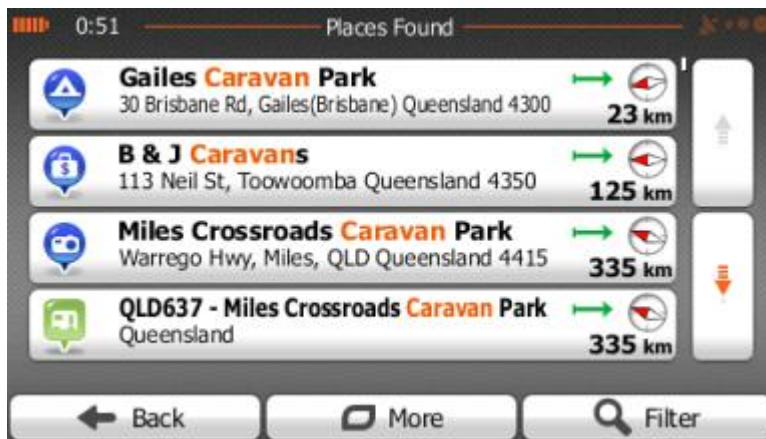 0:51
Places Found
Gailes Caravan Park
30 Brisbane Rd, Gailes(Brisbane) Queensland 4300
23 km
B & J Caravans
113 Neil St, Toowoomba Queensland 4350
125 km
Miles Crossroads Caravan Park
Warrego Hwy, Miles, QLD Queensland 4415
335 km
QLD637 - Miles Crossroads Caravan Park
Queensland
335 km
Back
More
Filter